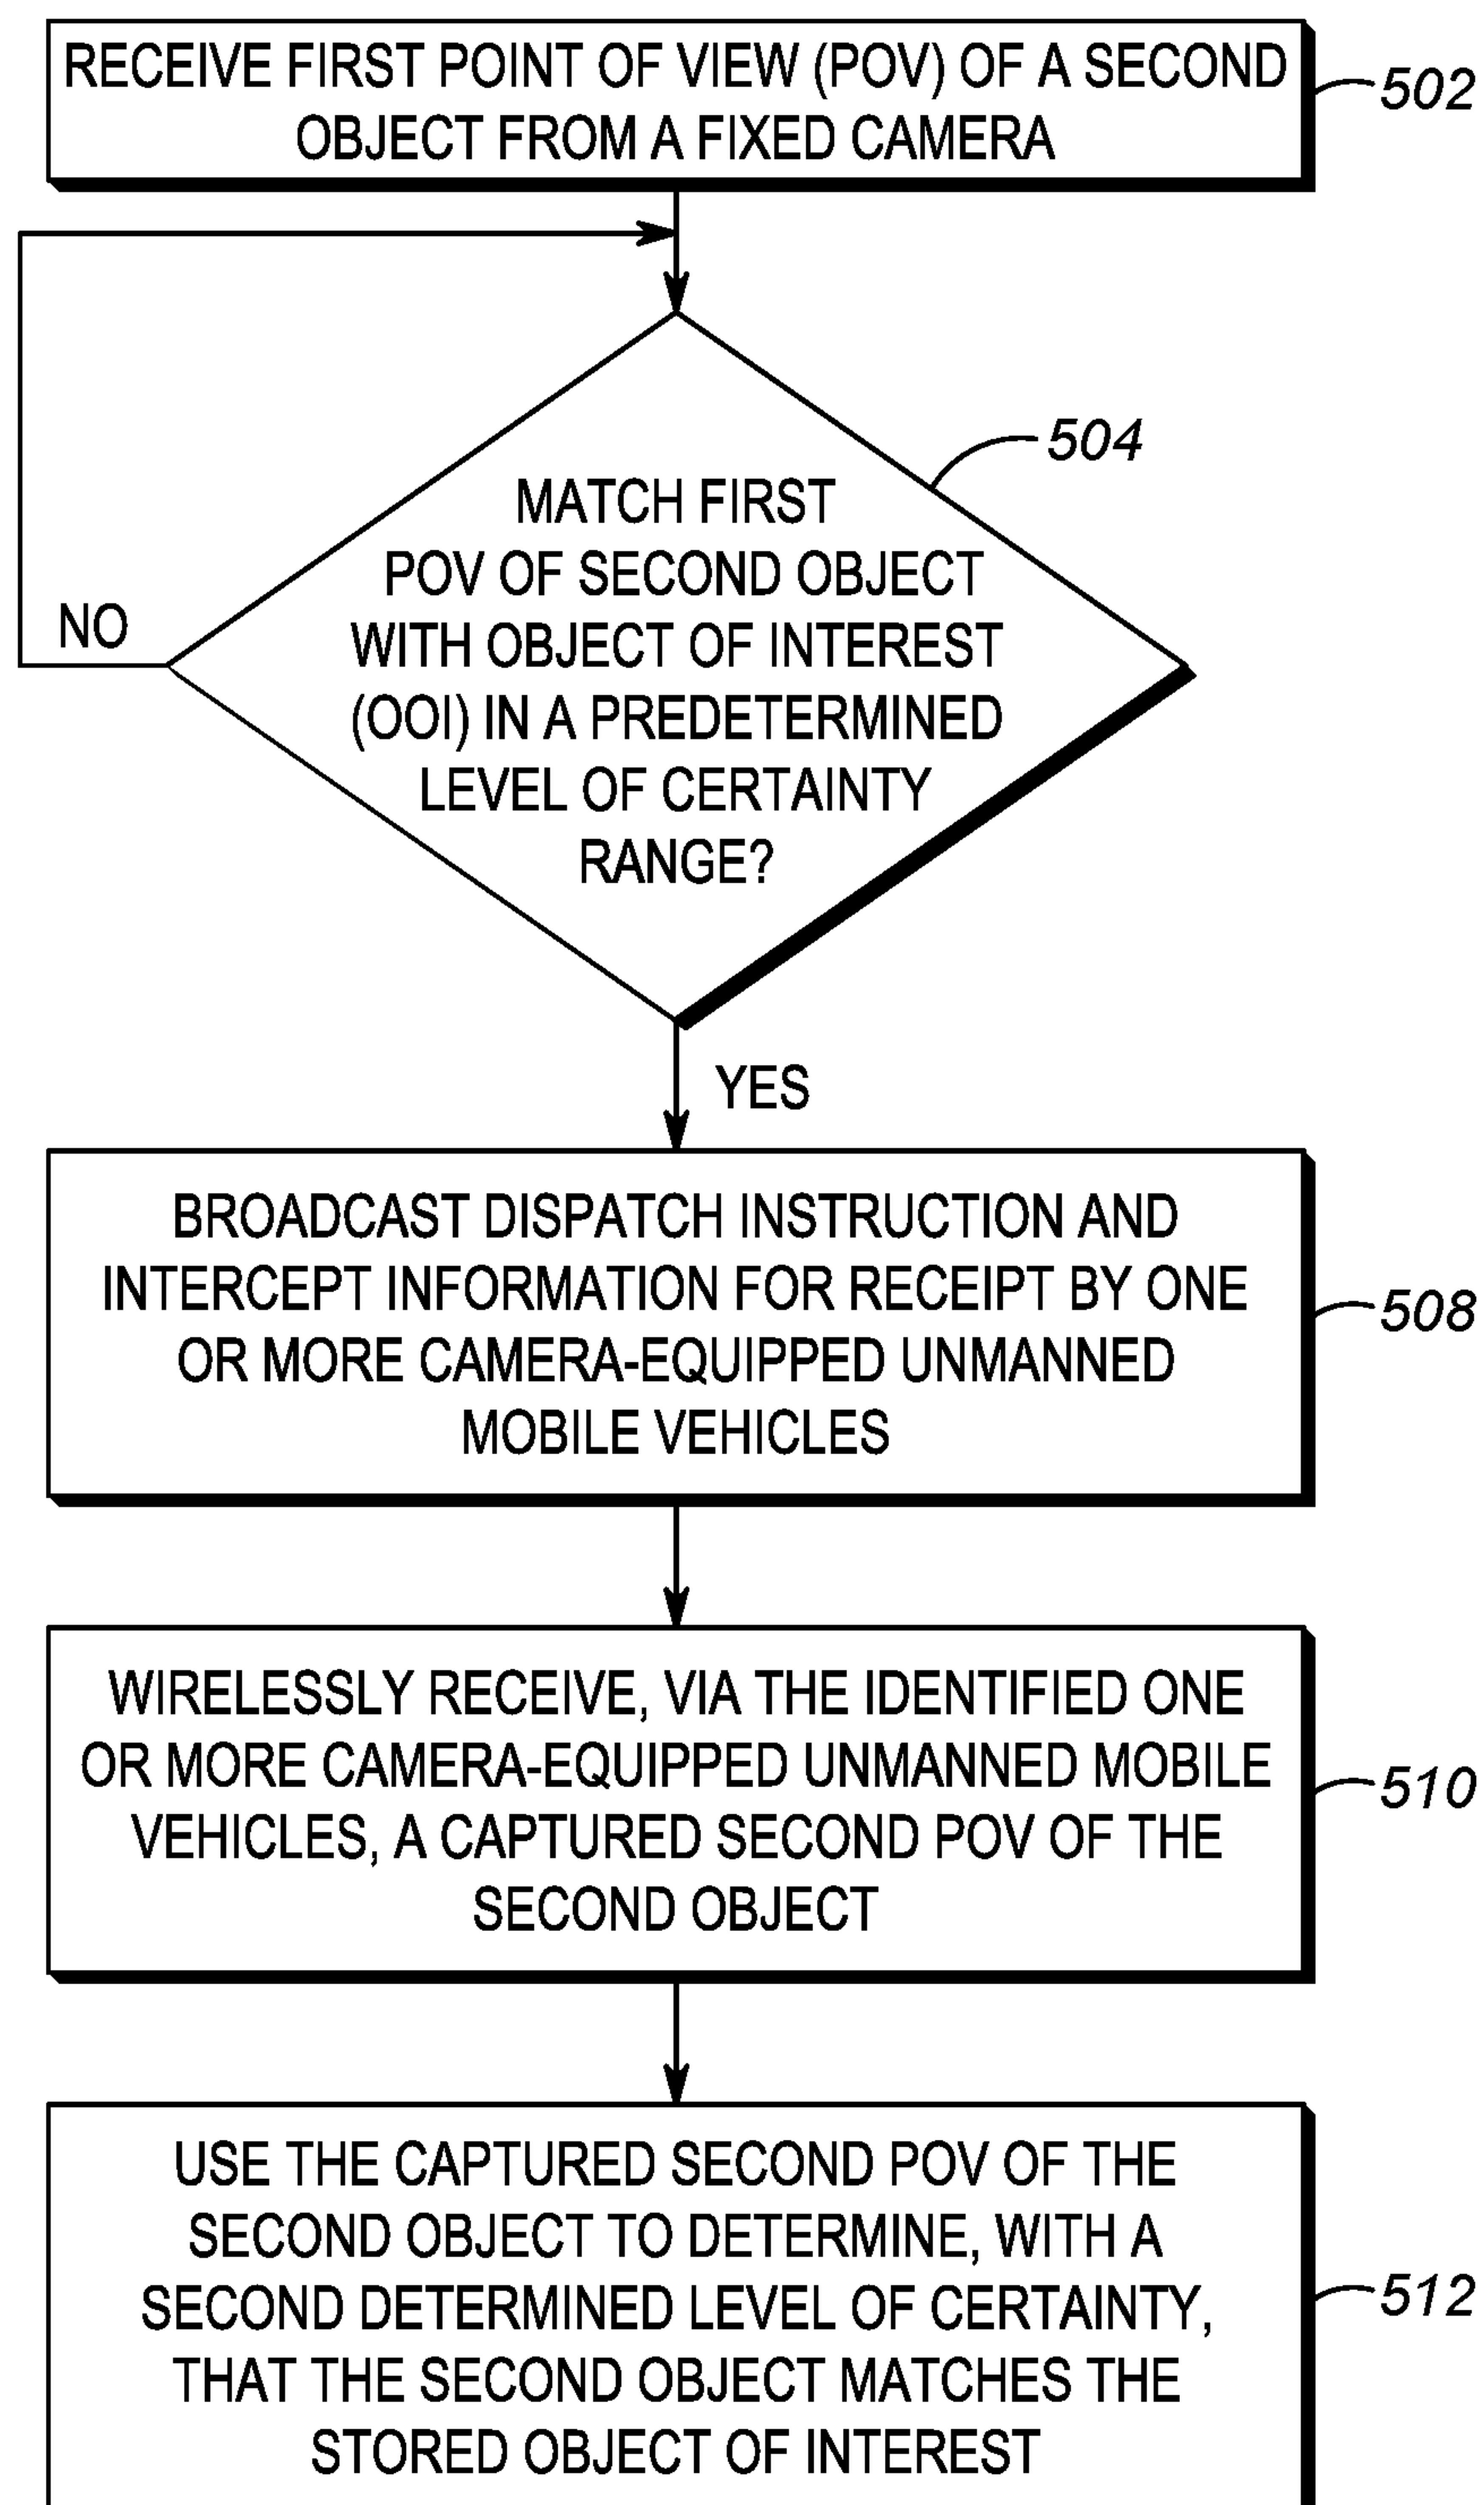 RECEIVE FIRST POINT OF VIEW (POV) OF A SECOND
OBJECT FROM A FIXED CAMERA
502
504
MATCH FIRST
POV OF SECOND OBJECT
WITH OBJECT OF INTEREST
(OOI) IN A PREDETERMINED
LEVEL OF CERTAINTY
RANGE?
NO
YES
BROADCAST DISPATCH INSTRUCTION AND
INTERCEPT INFORMATION FOR RECEIPT BY ONE
OR MORE CAMERA-EQUIPPED UNMANNED
MOBILE VEHICLES
508
WIRELESSLY RECEIVE, VIA THE IDENTIFIED ONE
OR MORE CAMERA-EQUIPPED UNMANNED MOBILE
VEHICLES, A CAPTURED SECOND POV OF THE
SECOND OBJECT
510
USE THE CAPTURED SECOND POV OF THE
SECOND OBJECT TO DETERMINE, WITH A
SECOND DETERMINED LEVEL OF CERTAINTY,
THAT THE SECOND OBJECT MATCHES THE
STORED OBJECT OF INTEREST
512